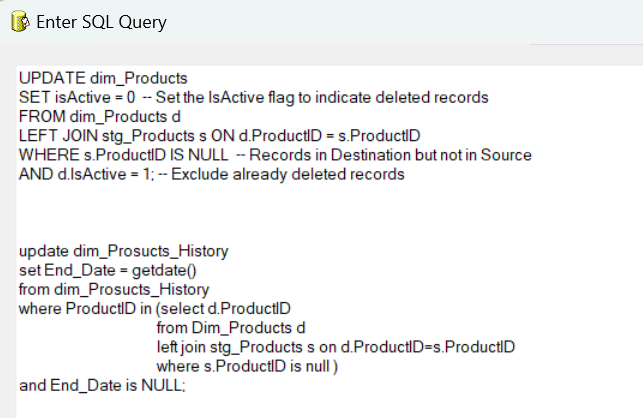 Enter SQL Query
UPDATE dim_Products
SET isActive = 0  -- Set the IsActive flag to indicate deleted records
FROM dim_Products d
LEFT JOIN stg_Products s ON d.ProductID = s.ProductID
WHERE s.ProductID IS NULL  -- Records in Destination but not in Source
AND d.IsActive = 1; -- Exclude already deleted records
update dim_Prosucts_History
set End_Date = getdate()
from dim_Prosucts_History
where ProductID in (select d.ProductID
from Dim_Products d
left join stg_Products s on d.ProductID=s.ProductID
where s.ProductID is null )
and End_Date is NULL;